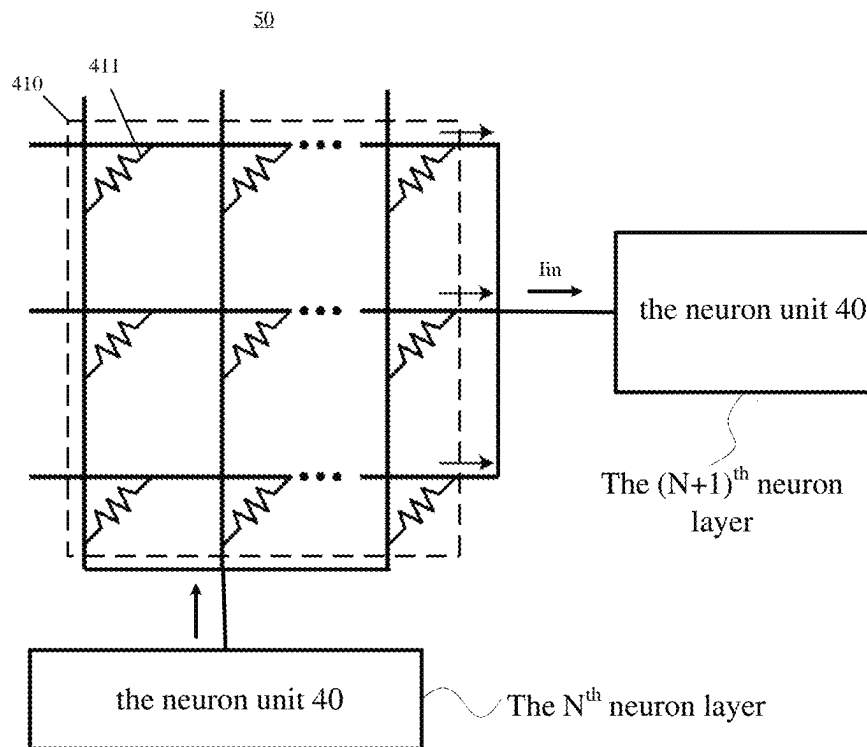 50
410
411
Iin
the neuron unit 40
The (N+1)th neuron
layer
the neuron unit 40
The Nth neuron layer